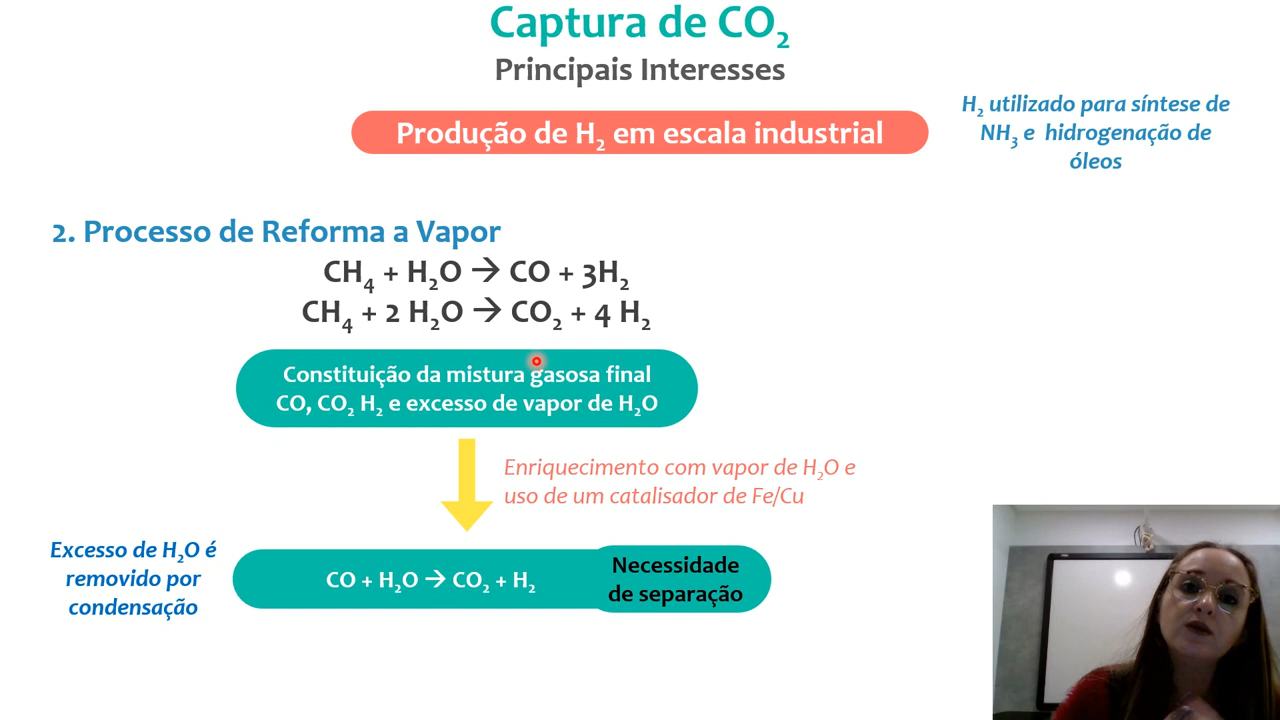 Captura de CO₂
Principais Interesses
H₂ utilizado para síntese de
NH₃ e hidrogenação de
óleos
Produção de H₂ em escala industrial
2. Processo de Reforma a Vapor
CH₄ + H₂O → CO + 3H₂
CH₄ + 2 H₂O → CO₂ + 4 H₂
Constituição da mistura gasosa final
CO, CO₂ H₂ e excesso de vapor de H₂O
Enriquecimento com vapor de H₂O e
uso de um catalisador de Fe/Cu
Excesso de H₂O é
removido por
condensação
CO + H₂O → CO₂ + H₂
Necessidade
de separação